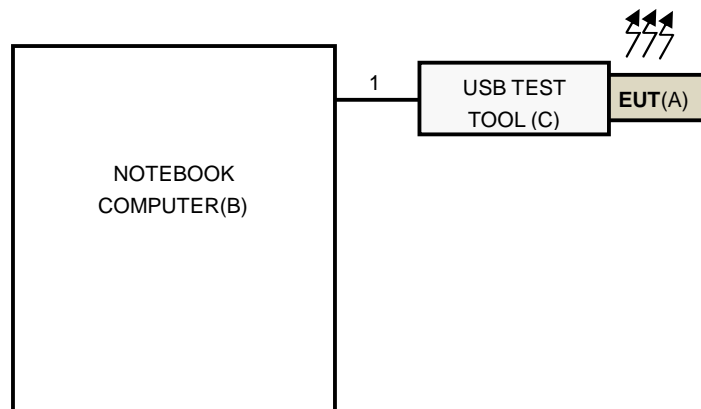 1
USB TEST
TOOL (C)
EUT(A)
NOTEBOOK
COMPUTER(B)